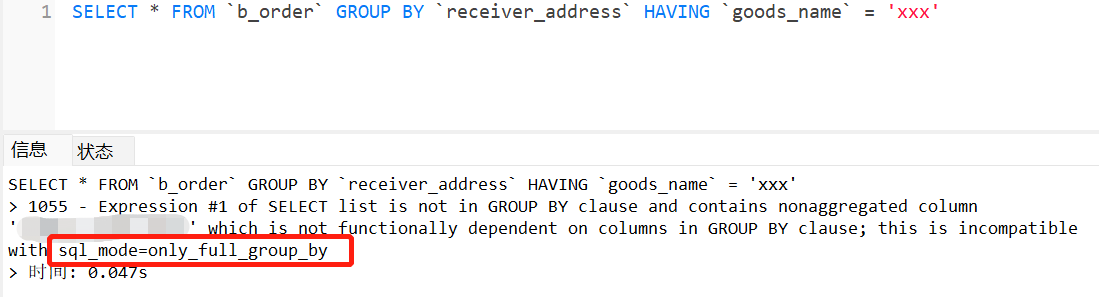 1 SELECT * FROM `b_order` GROUP BY `receiver_address` HAVING `goods_name` = 'xxx'
信息 状态
SELECT * FROM `b_order` GROUP BY `receiver_address` HAVING `goods_name` = 'xxx'
> 1055 - Expression #1 of SELECT list is not in GROUP BY clause and contains nonaggregated column
' ' which is not functionally dependent on columns in GROUP BY clause; this is incompatible
with sql_mode=only_full_group_by
> 时间: 0.047s